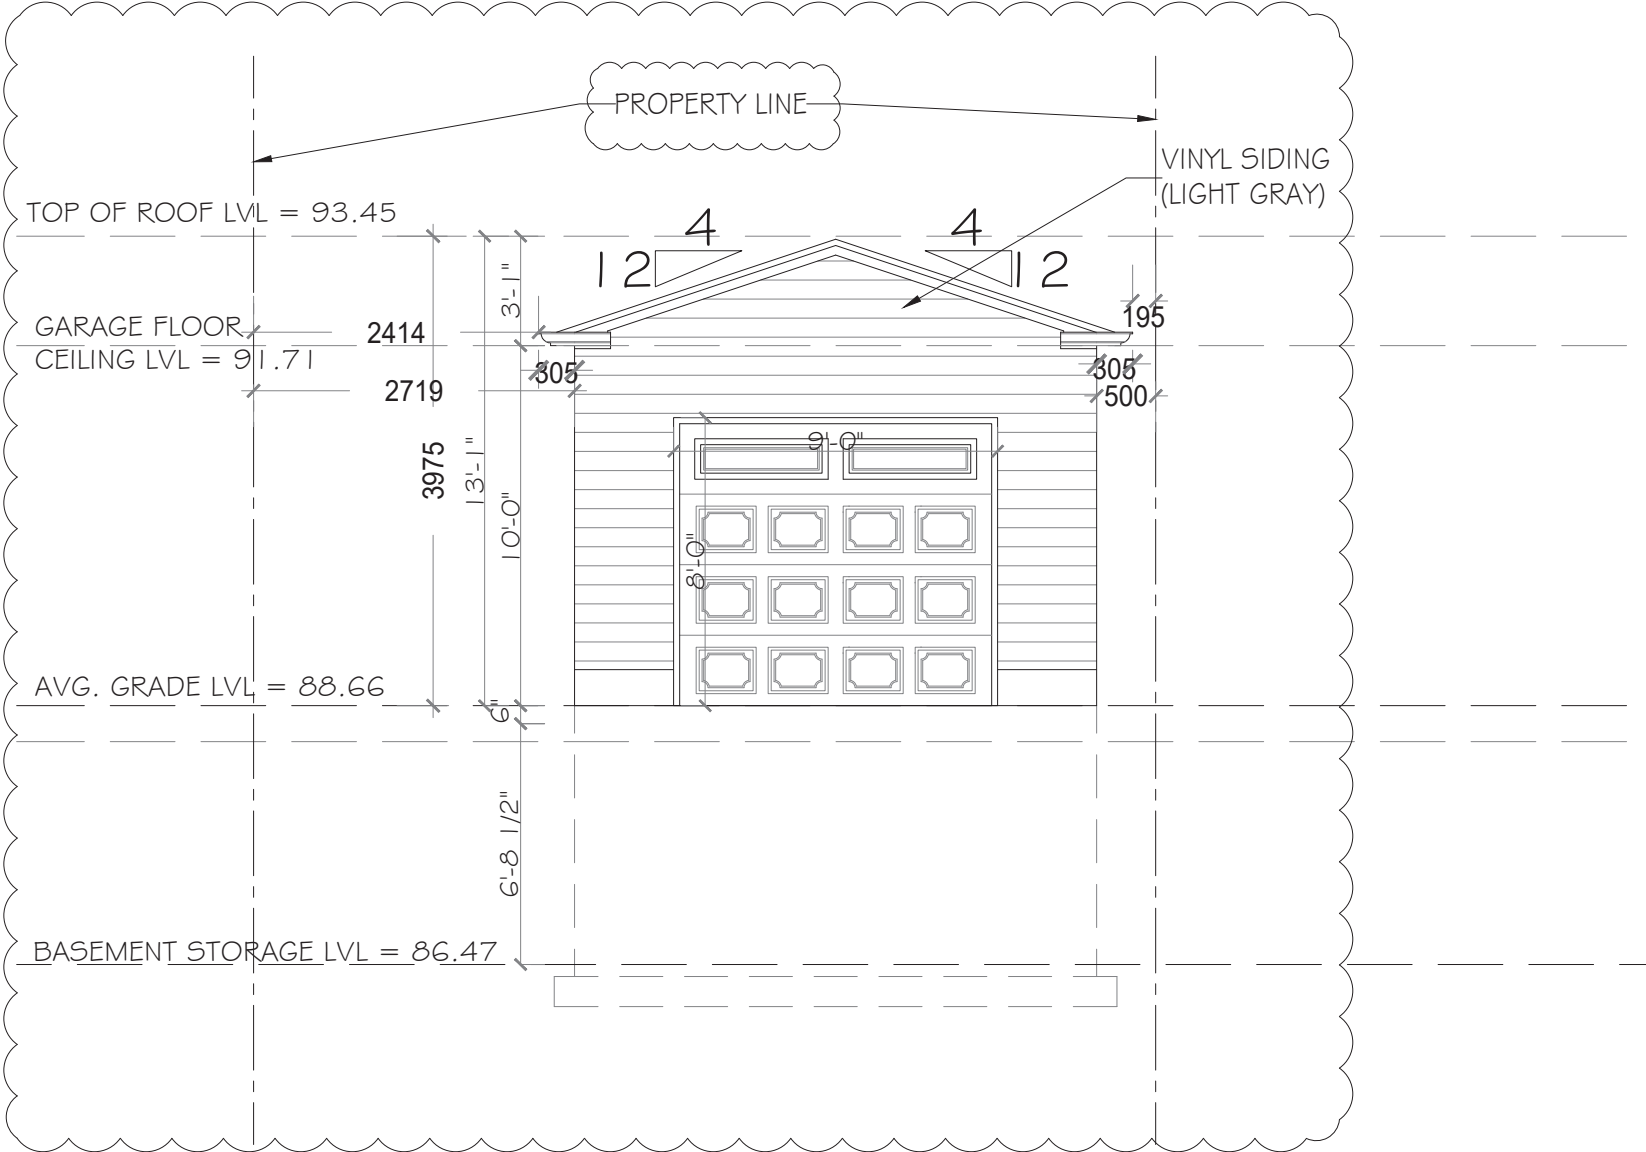 PROPERTY LINE
VINYL SIDING
(LIGHT GRAY)
TOP OF ROOF LVL = 93.45
4
4
12
12
3'-1"
195
GARAGE FLOOR
CEILING LVL = 91.71
2414
305
305
2719
500
9'-0"
3975
13'-1"
10'-0"
8'-0"
AVG. GRADE LVL = 88.66
6"
6'-8 1/2"
BASEMENT STORAGE LVL = 86.47